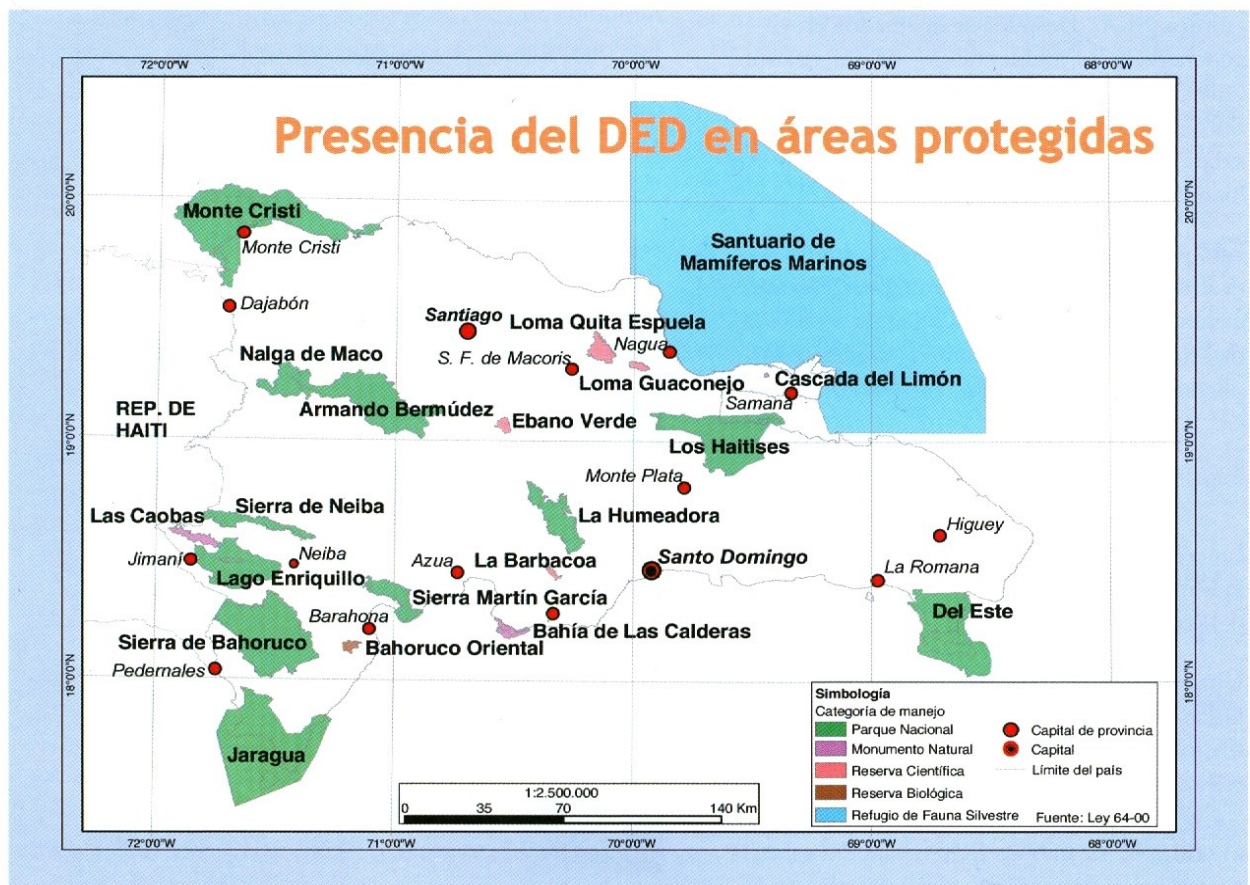 72°0'0"W
71°0'0"W
70°0'0"W
69°0'0"W
68°0'0"W
Presencia del DED en áreas protegidas
20°0'0"N
20°0'0"N
Monte Cristi
Monte Cristi
Santuario de
Mamíferos Marinos
Dajabón
Santiago
Loma Quita Espuela
Nagua
S. F. de Macoris
Nalga de Maco
Loma Guaconejo
Cascada del Limón
Samaná
REP. DE
HAITI
Armando Bermúdez
Ebano Verde
19°0'0"N
19°0'0"N
Los Haitises
Monte Plata
Las Caobas
Sierra de Neiba
La Humeadora
Higuey
Jimaní
Neiba
Azua
La Barbacoa
Santo Domingo
La Romana
Lago Enriquillo
Sierra Martín García
Del Este
Barahona
Bahía de Las Calderas
Sierra de Bahoruco
Bahoruco Oriental
Pedernales
18°0'0"N
18°0'0"N
Jaragua
Simbología
Categoría de manejo
Parque Nacional
Monumento Natural
Reserva Científica
Reserva Biológica
Refugio de Fauna Silvestre
Capital de provincia
Capital
Límite del país
Fuente: Ley 64-00
1:2.500.000
0 35 70 140 Km
72°0'0"W
71°0'0"W
70°0'0"W
69°0'0"W
68°0'0"W